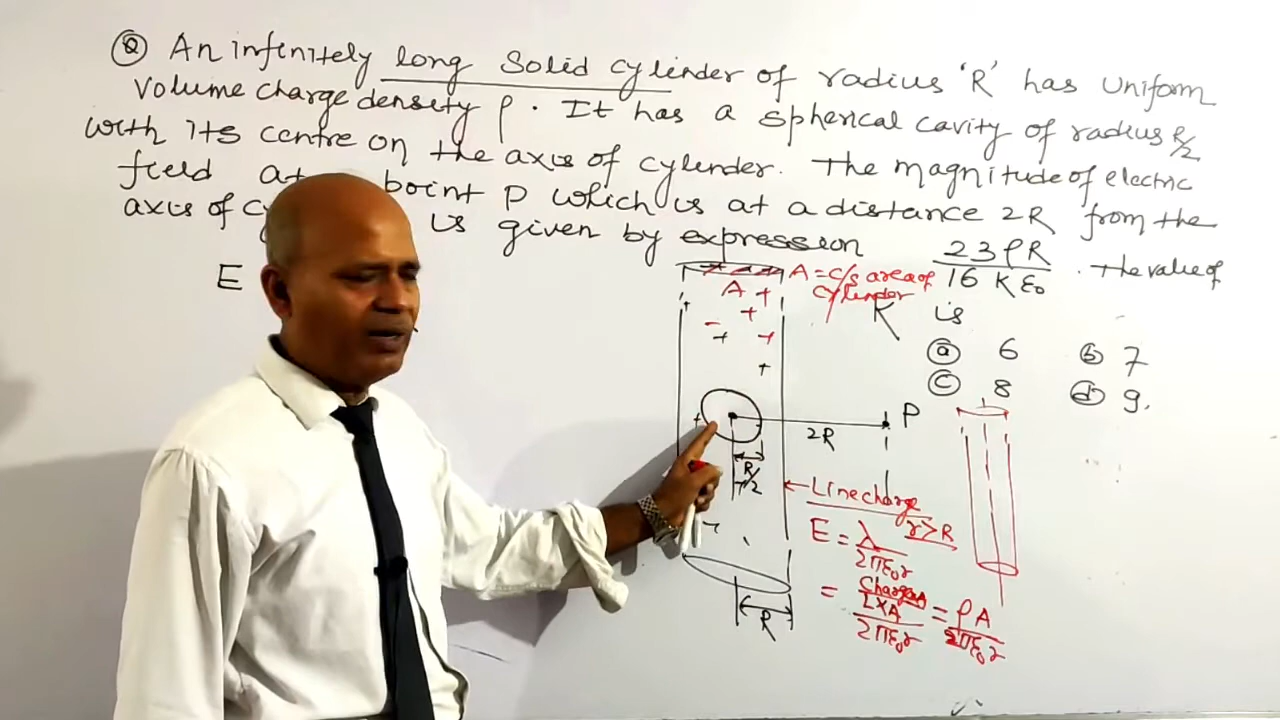 Q An infinitely long Solid cylinder of radius 'R' has Uniform
Volume charge density ρ. It has a spherical cavity of radius R/2
with its centre on the axis of cylinder. The magnitude of electric
field at point P which is at a distance 2R from the
axis of cy is given by expression 23ρR/16Kε₀. The value of
K is
a 6 b 7
c 8 d 9.
E
A = c/s area of
cylinder
A
P
2R
R/2
R
Line charge
r > R
E = λ/2πε₀r
= ρA/2πε₀r